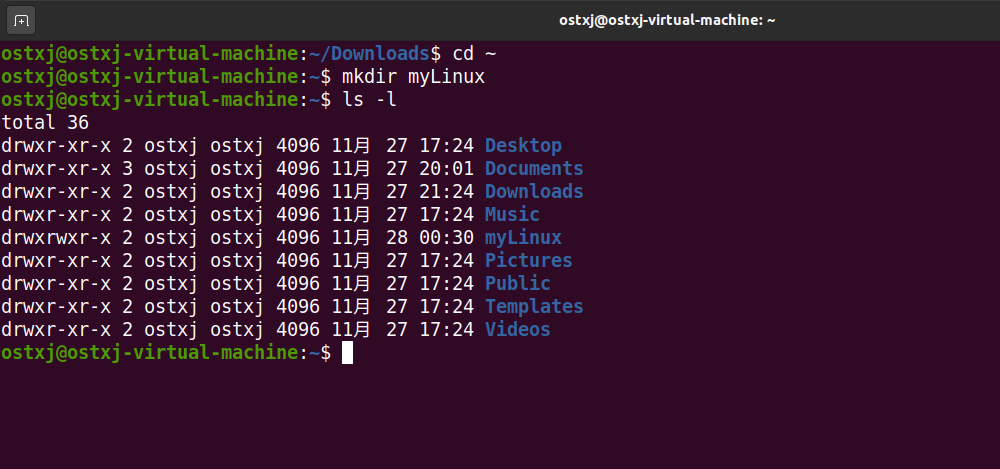 ostxj@ostxj-virtual-machine: ~
ostxj@ostxj-virtual-machine:~/Downloads$ cd ~
ostxj@ostxj-virtual-machine:~$ mkdir myLinux
ostxj@ostxj-virtual-machine:~$ ls -l
total 36
drwxr-xr-x 2 ostxj ostxj 4096 11月 27 17:24 Desktop
drwxr-xr-x 3 ostxj ostxj 4096 11月 27 20:01 Documents
drwxr-xr-x 2 ostxj ostxj 4096 11月 27 21:24 Downloads
drwxr-xr-x 2 ostxj ostxj 4096 11月 27 17:24 Music
drwxrwxr-x 2 ostxj ostxj 4096 11月 28 00:30 myLinux
drwxr-xr-x 2 ostxj ostxj 4096 11月 27 17:24 Pictures
drwxr-xr-x 2 ostxj ostxj 4096 11月 27 17:24 Public
drwxr-xr-x 2 ostxj ostxj 4096 11月 27 17:24 Templates
drwxr-xr-x 2 ostxj ostxj 4096 11月 27 17:24 Videos
ostxj@ostxj-virtual-machine:~$